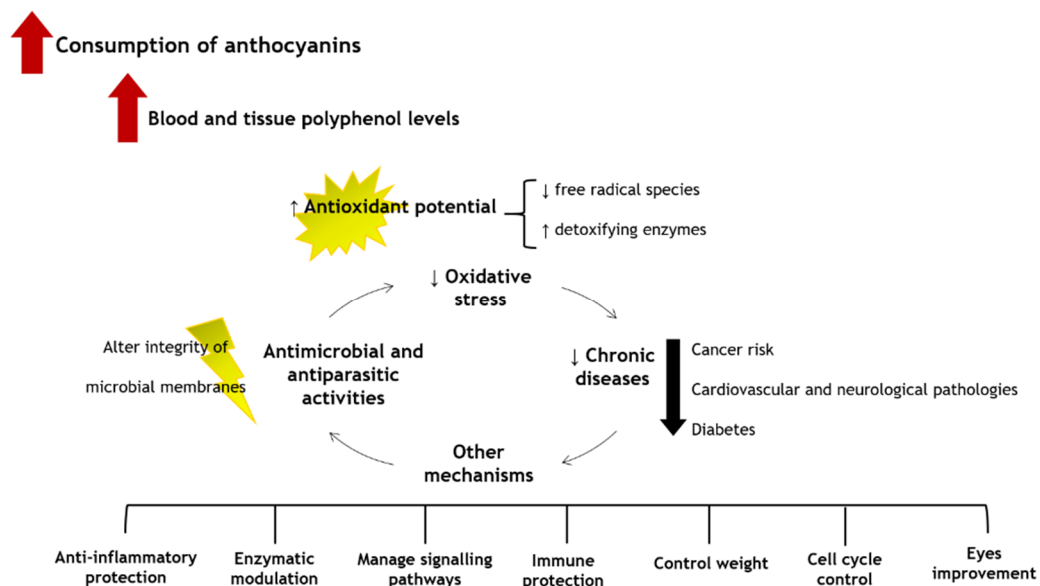 Consumption of anthocyanins
Blood and tissue polyphenol levels
↑ Antioxidant potential
↓ free radical species
↑ detoxifying enzymes
↓ Oxidative
stress
Alter integrity of
microbial membranes
Antimicrobial and
antiparasitic
activities
↓ Chronic
diseases
Cancer risk
Cardiovascular and neurological pathologies
Diabetes
Other
mechanisms
Anti-inflammatory
protection
Enzymatic
modulation
Manage signalling
pathways
Immune
protection
Control weight
Cell cycle
control
Eyes
improvement